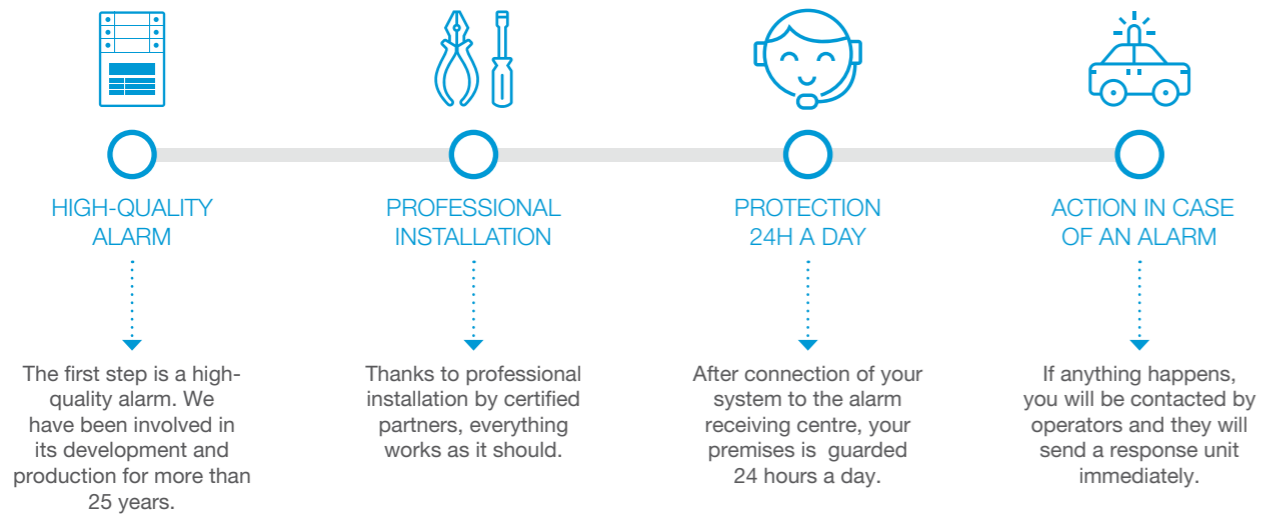 HIGH-QUALITY
ALARM
The first step is a high-
quality alarm. We
have been involved in
its development and
production for more than
25 years.
PROFESSIONAL
INSTALLATION
Thanks to professional
installation by certified
partners, everything
works as it should.
PROTECTION
24H A DAY
After connection of your
system to the alarm
receiving centre, your
premises is  guarded
24 hours a day.
ACTION IN CASE
OF AN ALARM
If anything happens,
you will be contacted by
operators and they will
send a response unit
immediately.